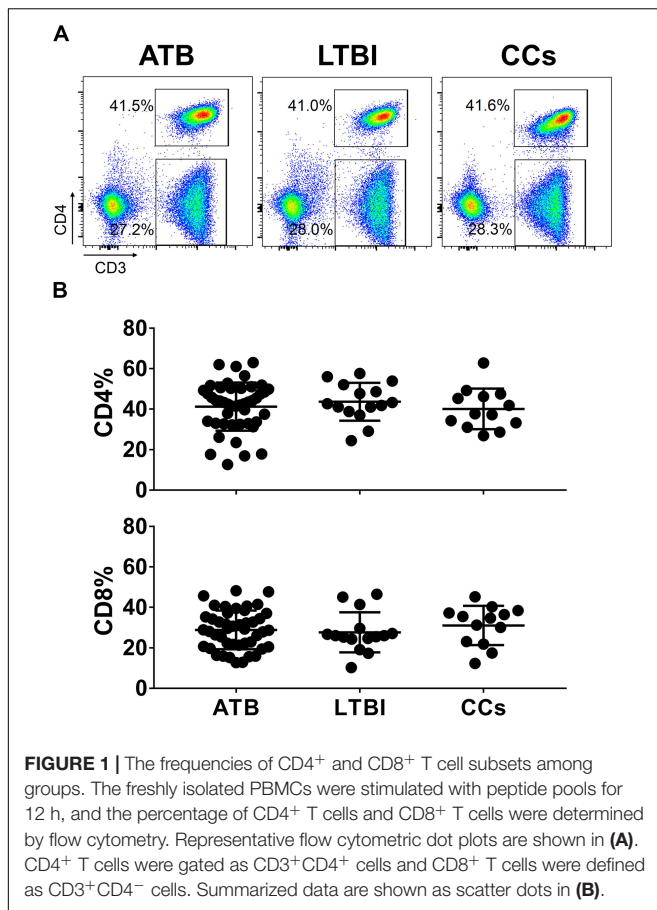 A
ATB LTBI CCs
41.5% 41.0% 41.6%
CD4
27.2% 28.0% 28.3%
CD3
B
80
60
CD4%
40
20
0
80
60
CD8%
40
20
0
ATB LTBI CCs
FIGURE 1 | The frequencies of CD4⁺ and CD8⁺ T cell subsets among
groups. The freshly isolated PBMCs were stimulated with peptide pools for
12 h, and the percentage of CD4⁺ T cells and CD8⁺ T cells were determined
by flow cytometry. Representative flow cytometric dot plots are shown in (A).
CD4⁺ T cells were gated as CD3⁺CD4⁺ cells and CD8⁺ T cells were defined
as CD3⁺CD4⁻ cells. Summarized data are shown as scatter dots in (B).